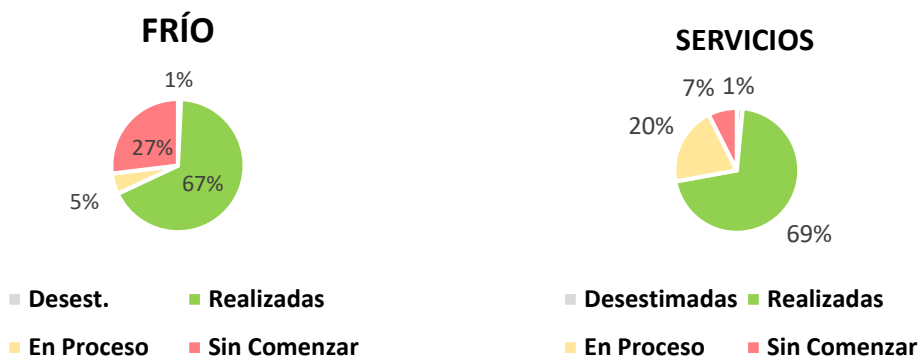 FRÍO
1%
27%
67%
5%
Desest.
Realizadas
En Proceso
Sin Comenzar
SERVICIOS
7%
1%
20%
69%
Desestimadas
Realizadas
En Proceso
Sin Comenzar